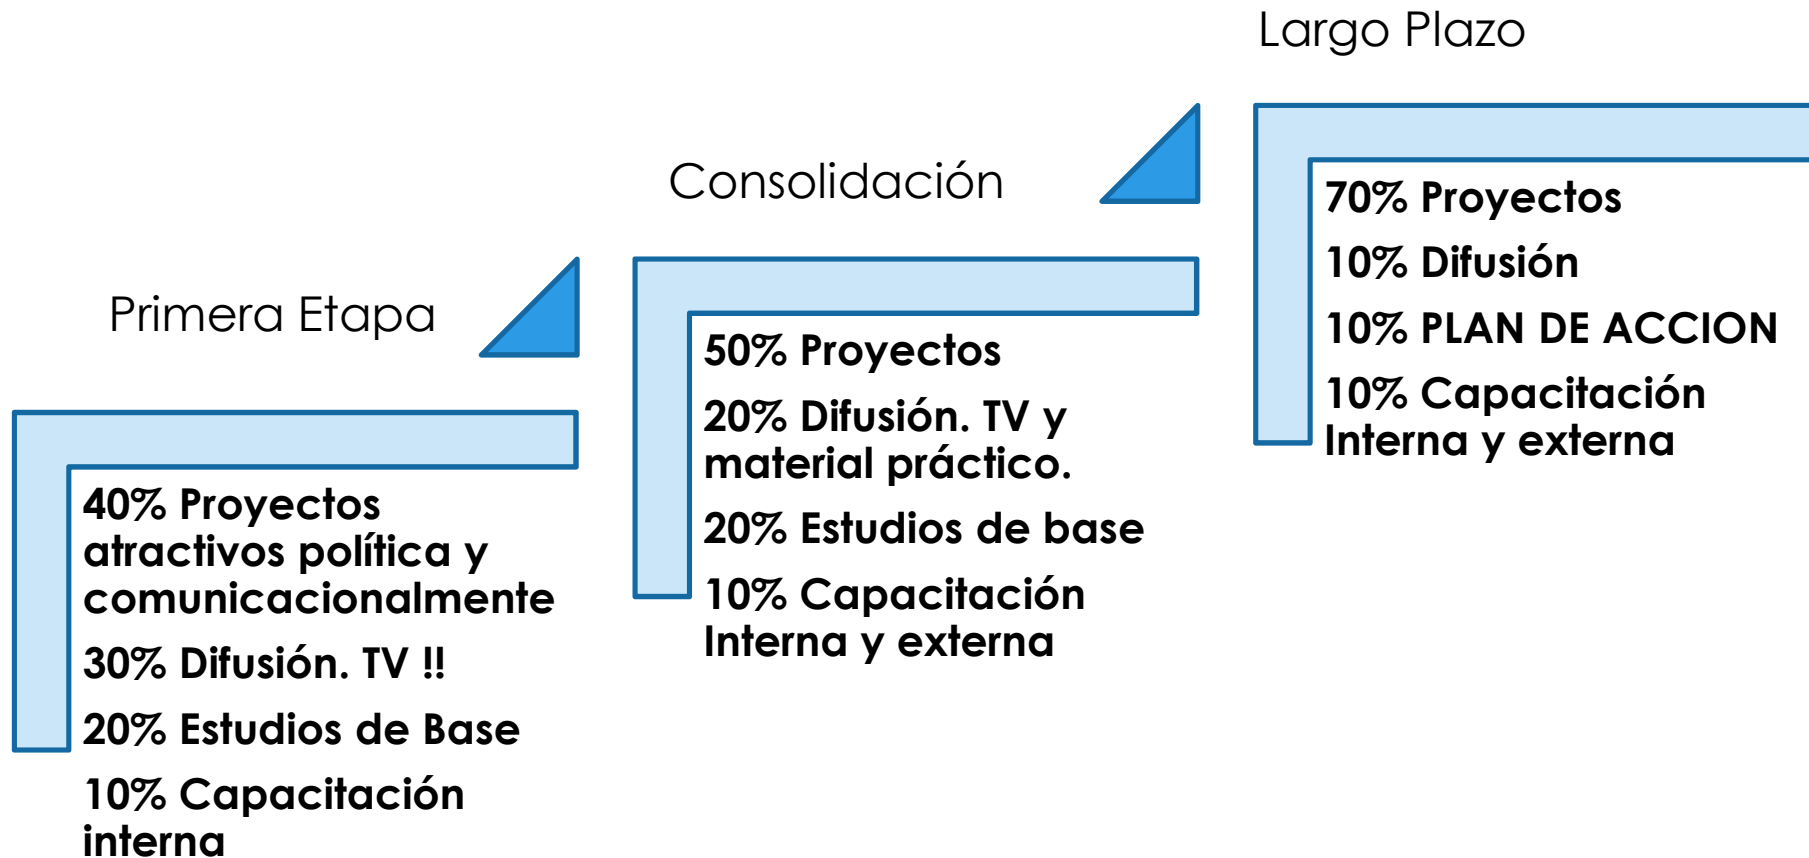 Primera Etapa
40% Proyectos
atractivos política y
comunicacionalmente
30% Difusión. TV !!
20% Estudios de Base
10% Capacitación
interna
Consolidación
50% Proyectos
20% Difusión. TV y
material práctico.
20% Estudios de base
10% Capacitación
Interna y externa
Largo Plazo
70% Proyectos
10% Difusión
10% PLAN DE ACCION
10% Capacitación
Interna y externa